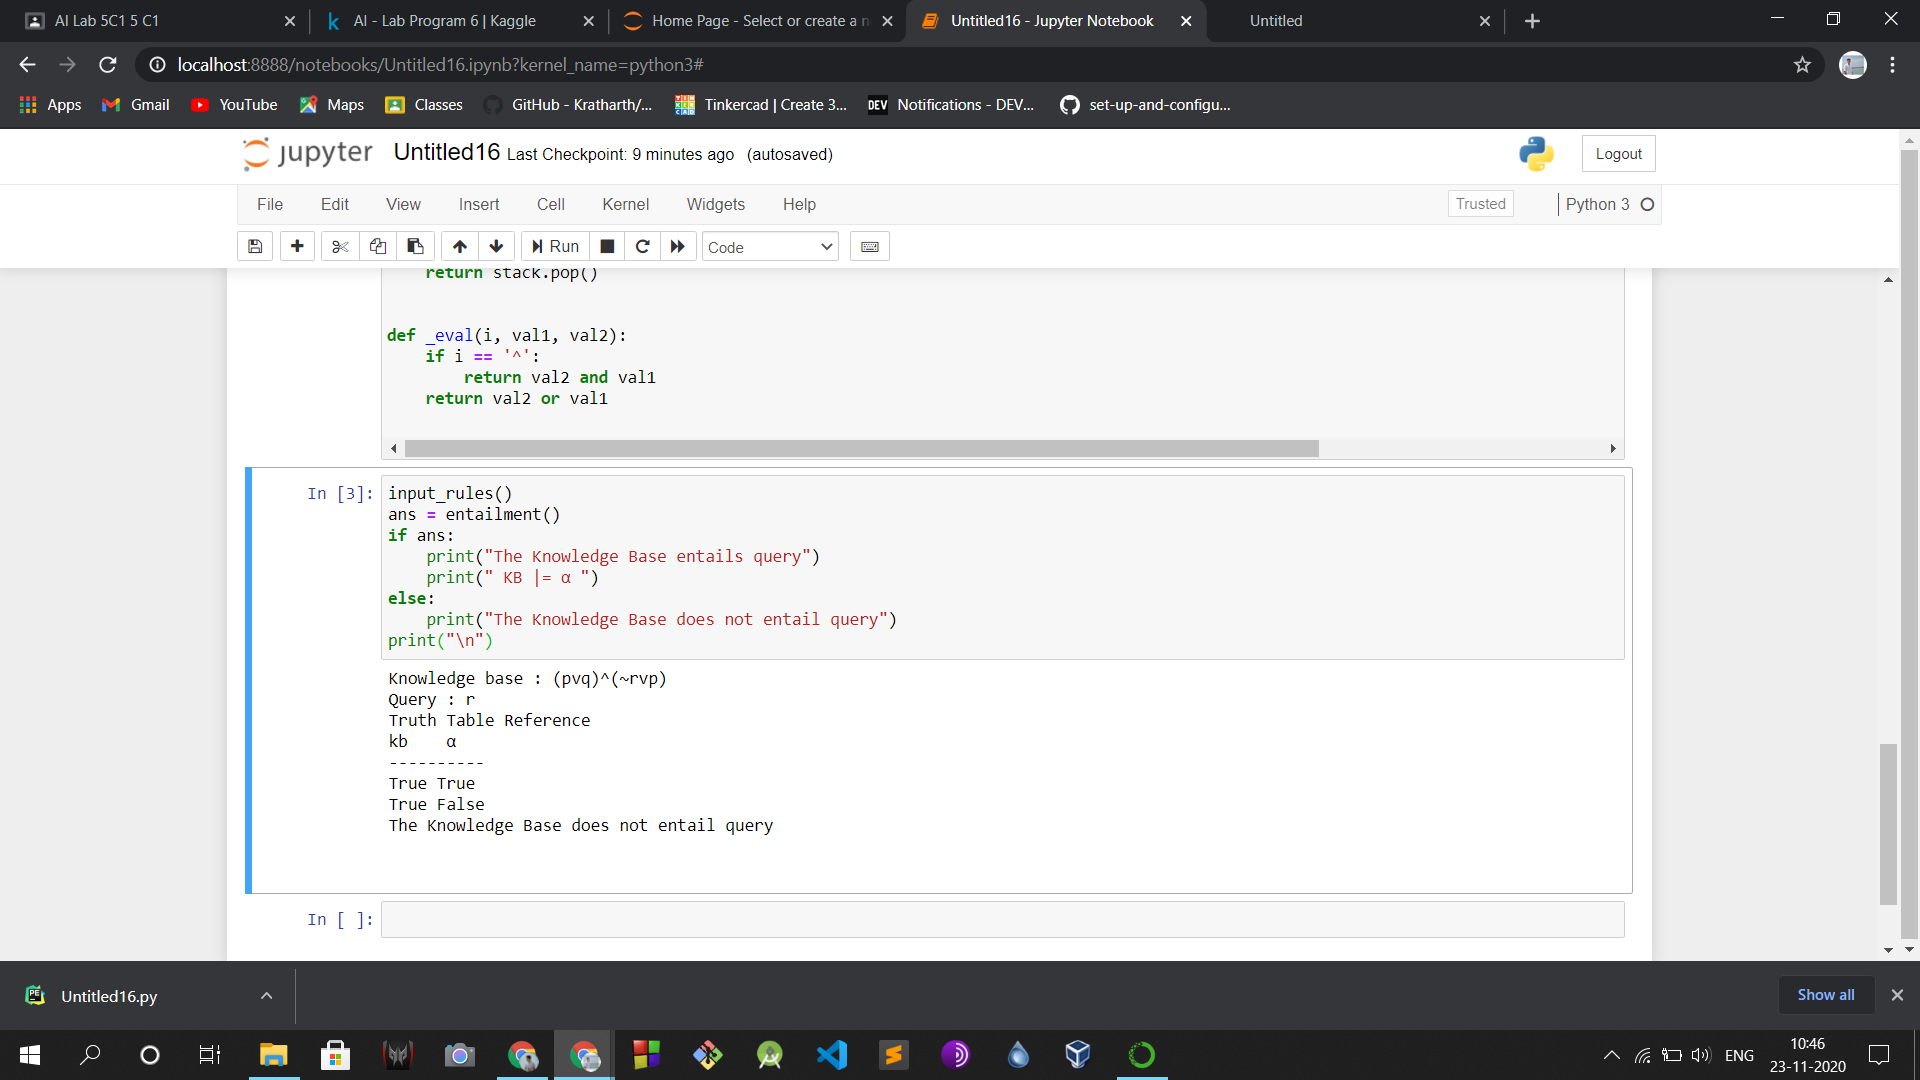 AI Lab 5C1 5 C1
AI - Lab Program 6 | Kaggle
Home Page - Select or create a n
Untitled16 - Jupyter Notebook
Untitled
localhost:8888/notebooks/Untitled16.ipynb?kernel_name=python3#
Apps
Gmail
YouTube
Maps
Classes
GitHub - Kratharth/...
Tinkercad | Create 3...
DEV Notifications - DEV...
set-up-and-configu...
jupyter Untitled16 Last Checkpoint: 9 minutes ago (autosaved)
Logout
File Edit View Insert Cell Kernel Widgets Help
Trusted
Python 3
Run
Code
return stack.pop()
def _eval(i, val1, val2):
    if i == '^':
        return val2 and val1
    return val2 or val1
In [3]:
input_rules()
ans = entailment()
if ans:
    print("The Knowledge Base entails query")
    print(" KB |= α ")
else:
    print("The Knowledge Base does not entail query")
print("\n")
Knowledge base : (pvq)^(~rvp)
Query : r
Truth Table Reference
kb    α
----------
True True
True False
The Knowledge Base does not entail query
In [ ]:
Untitled16.py
Show all
ENG
10:46
23-11-2020